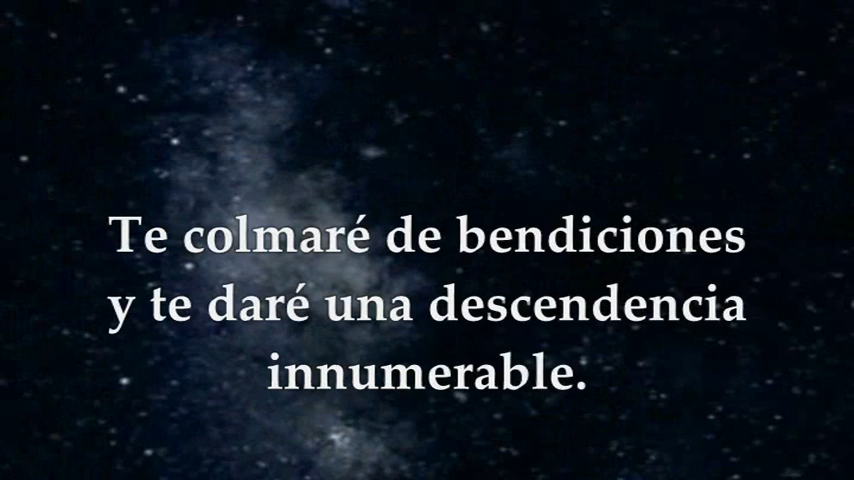 Te colmaré de bendiciones
y te daré una descendencia
innumerable.